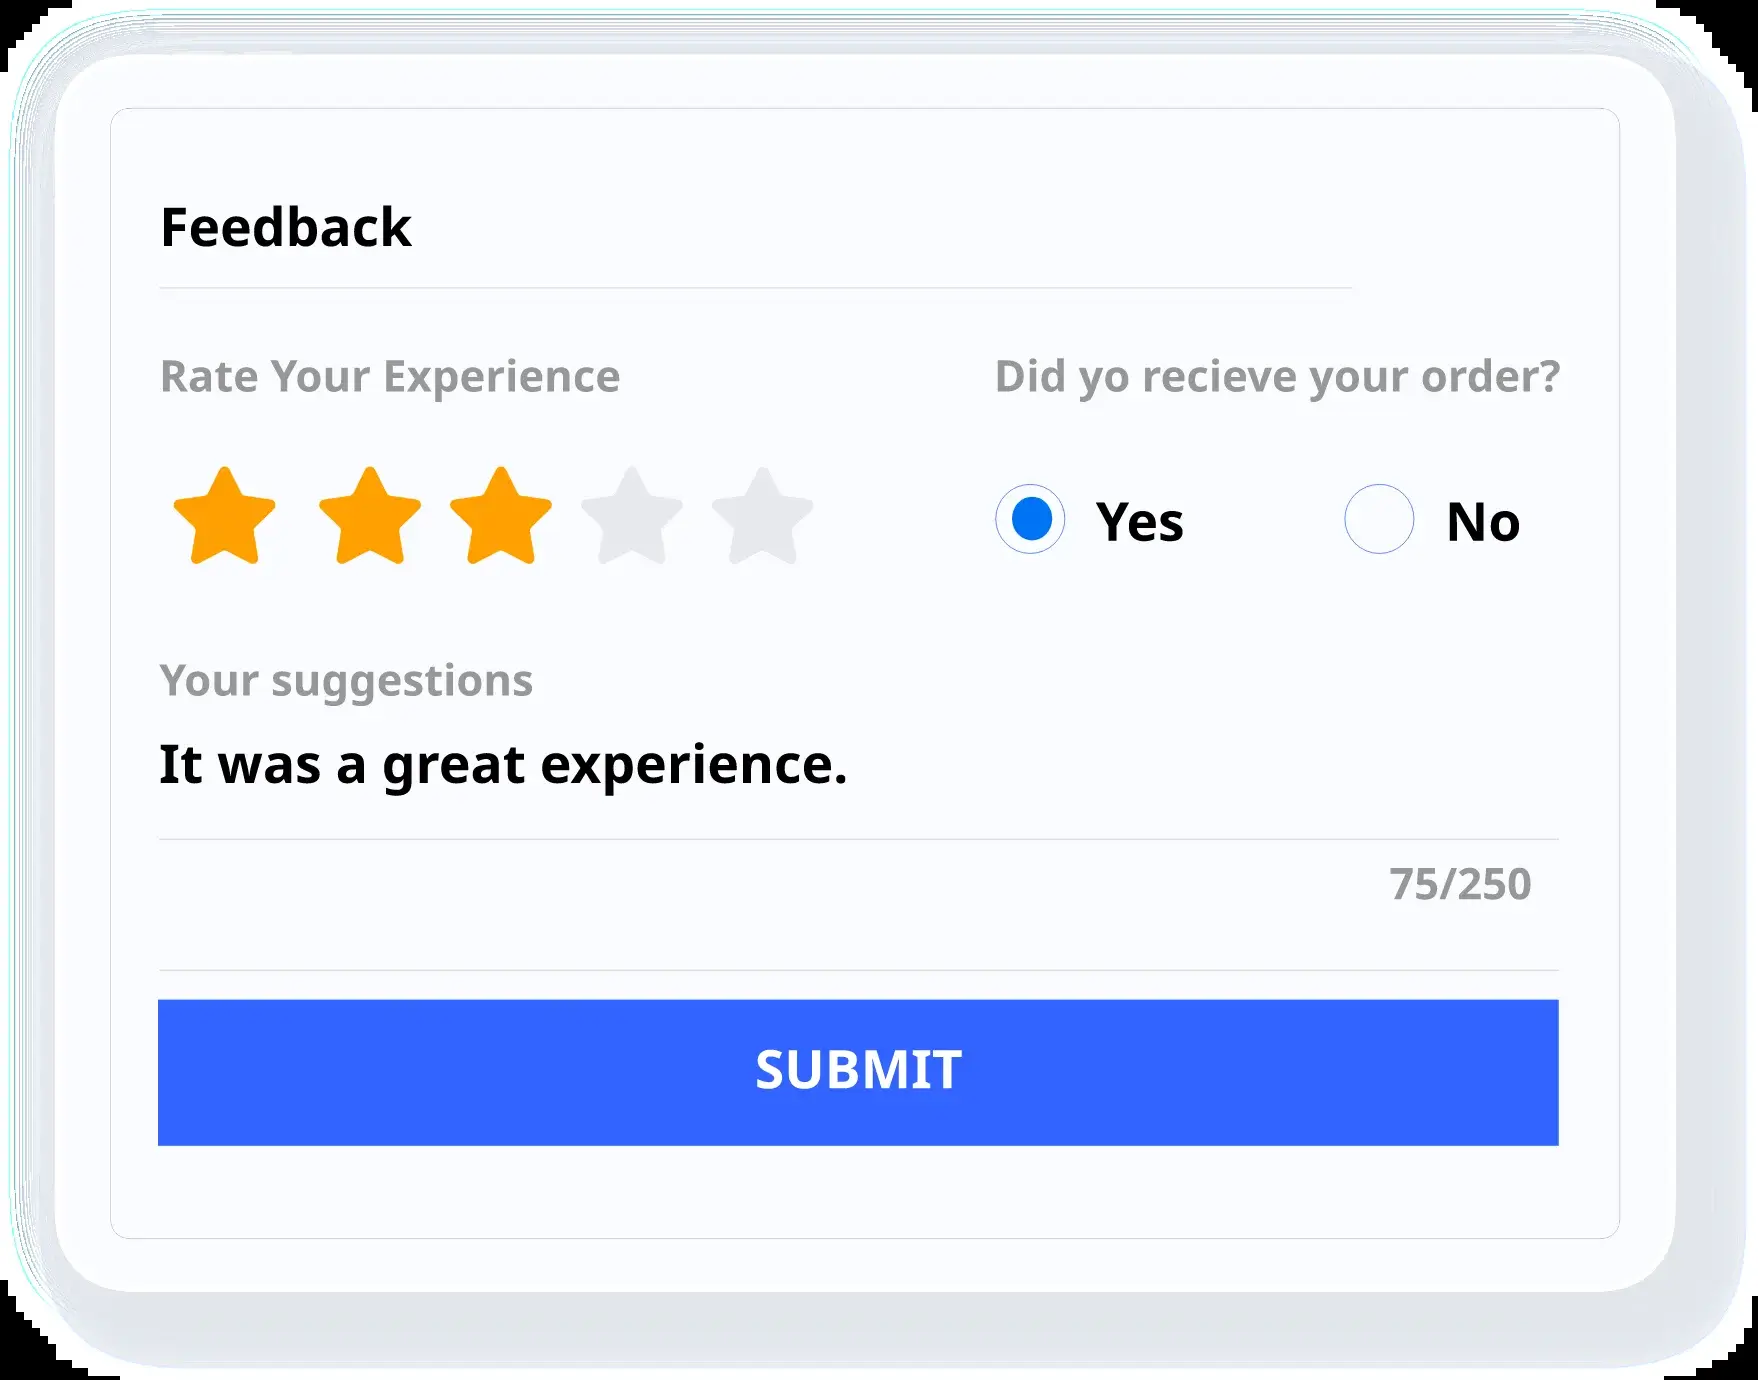 Feedback
Rate Your Experience
Did yo recieve your order?
Yes
No
Your suggestions
It was a great experience.
75/250
SUBMIT